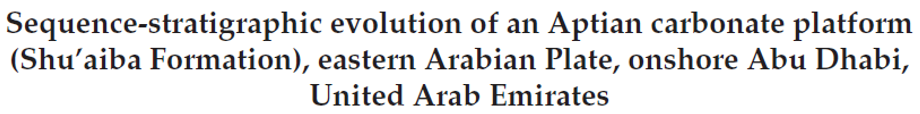 Sequence-stratigraphic evolution of an Aptian carbonate platform
(Shu’aiba Formation), eastern Arabian Plate, onshore Abu Dhabi,
United Arab Emirates